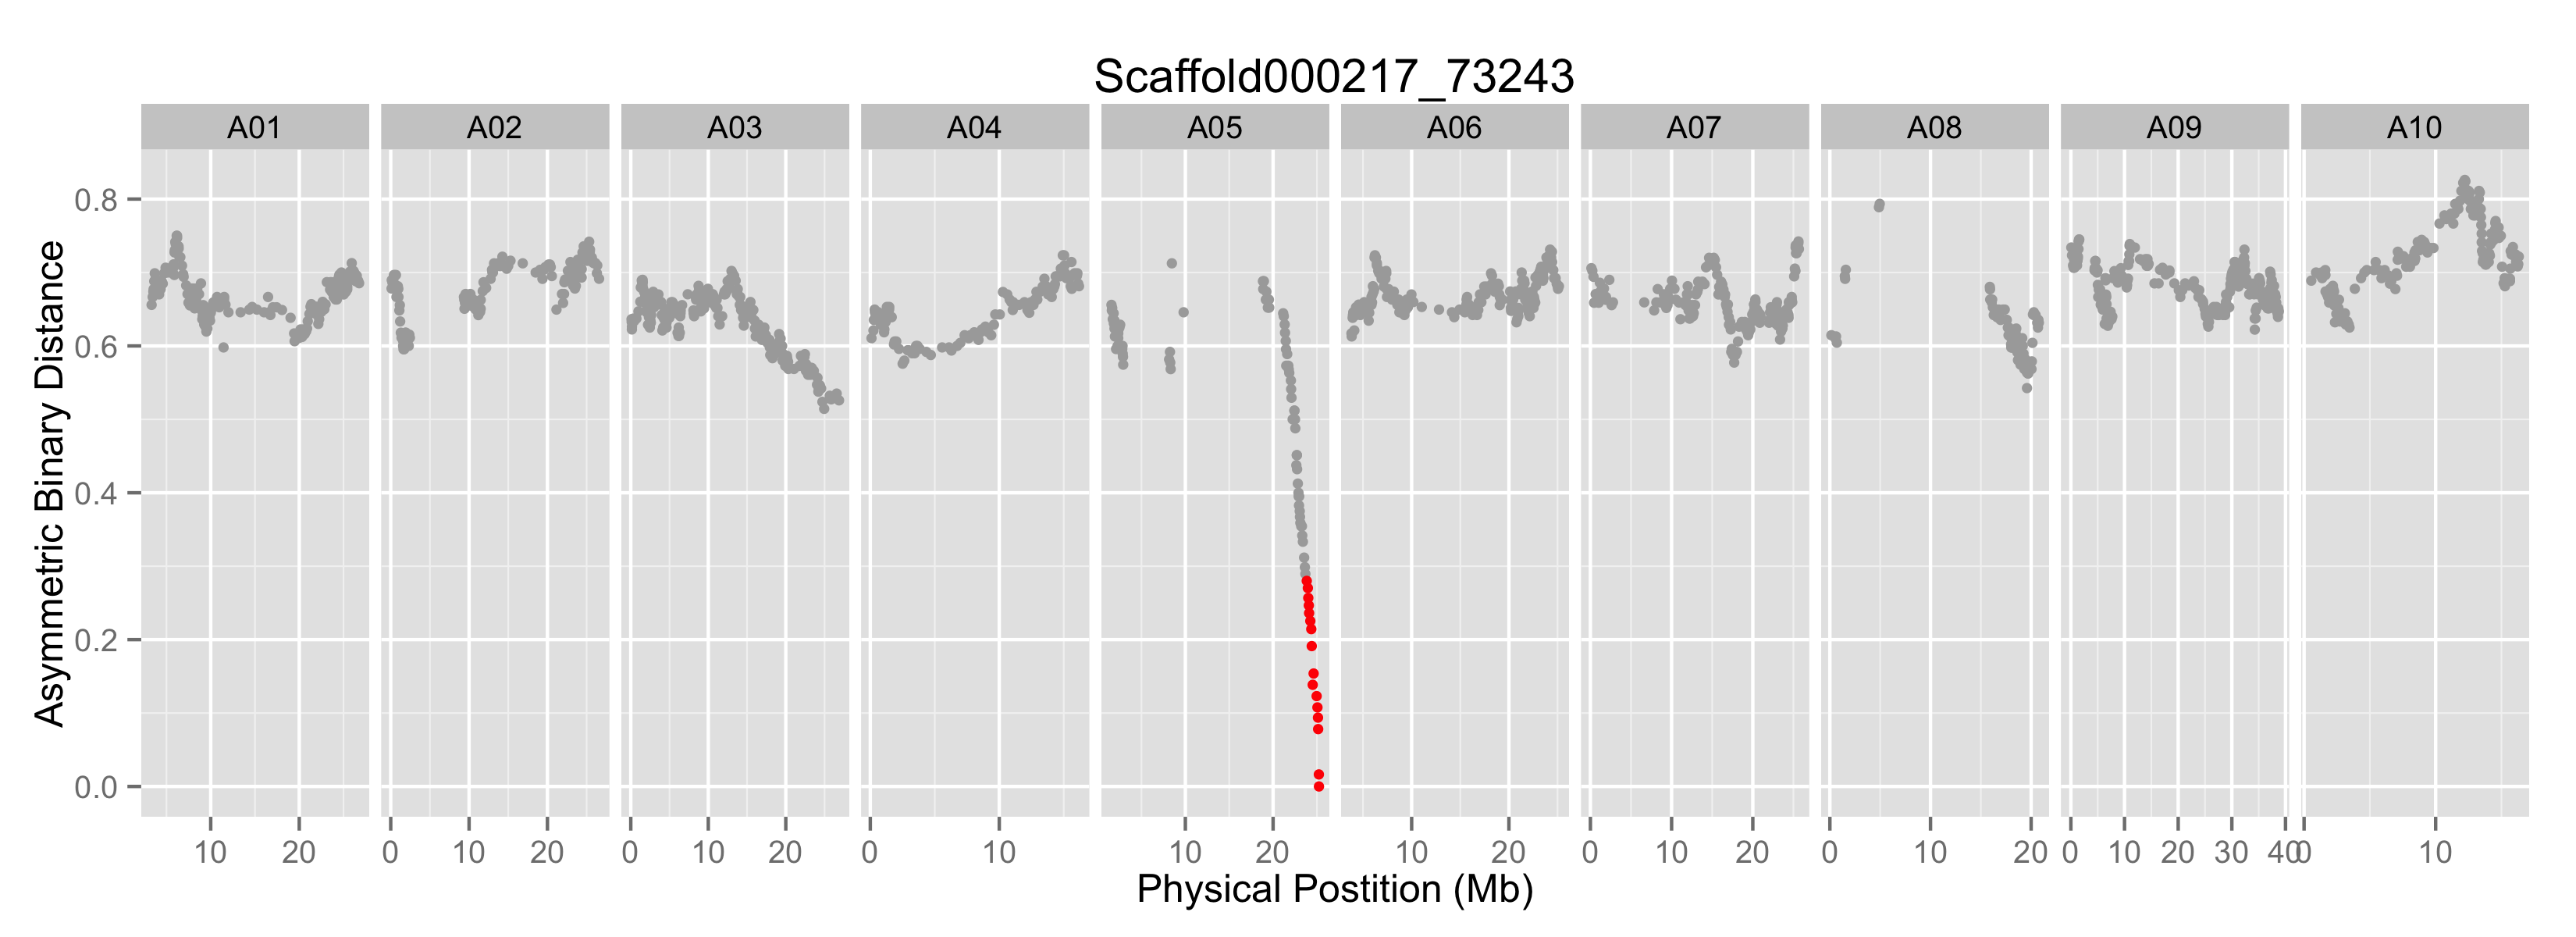 Scaffold000217_73243
A01 A02 A03 A04 A05 A06 A07 A08 A09 A10
Asymmetric Binary Distance
0.8
0.6
0.4
0.2
0.0
10 20 0 10 20 0 10 20 0 10 10 20 10 20 0 10 20 0 10 20 0 10 20 30 40 0 10
Physical Postition (Mb)